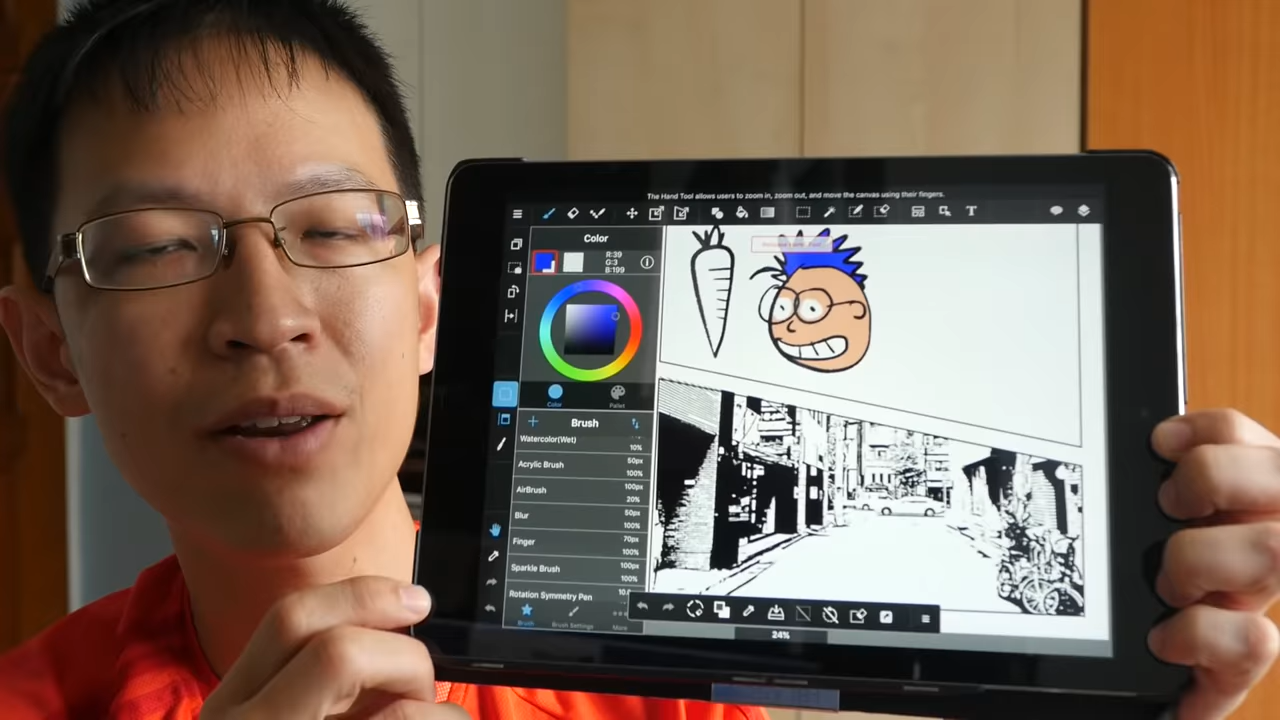 The Hand Tool allows users to zoom in, zoom out, and move the canvas using their fingers.
T
Color
R:39
G:3
B:199
Color
Pallet
Brush
Watercolor(Wet)
10%
Acrylic Brush
50px
100%
AirBrush
100px
20%
Blur
50px
100%
Finger
70px
100%
Sparkle Brush
100px
100%
Rotation Symmetry Pen
Brush
Brush Settings
More
24%